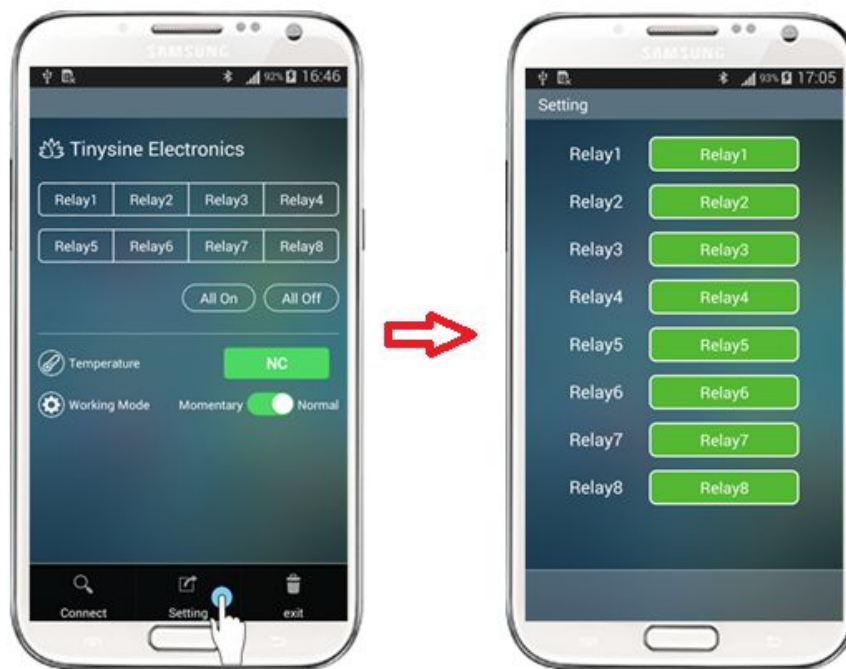 SAMSUNG
92% 16:46
Tinysine Electronics
Relay1 Relay2 Relay3 Relay4
Relay5 Relay6 Relay7 Relay8
All On All Off
Temperature NC
Working Mode Momentary Normal
Connect Setting exit
SAMSUNG
93% 17:05
Setting
Relay1 Relay1
Relay2 Relay2
Relay3 Relay3
Relay4 Relay4
Relay5 Relay5
Relay6 Relay6
Relay7 Relay7
Relay8 Relay8